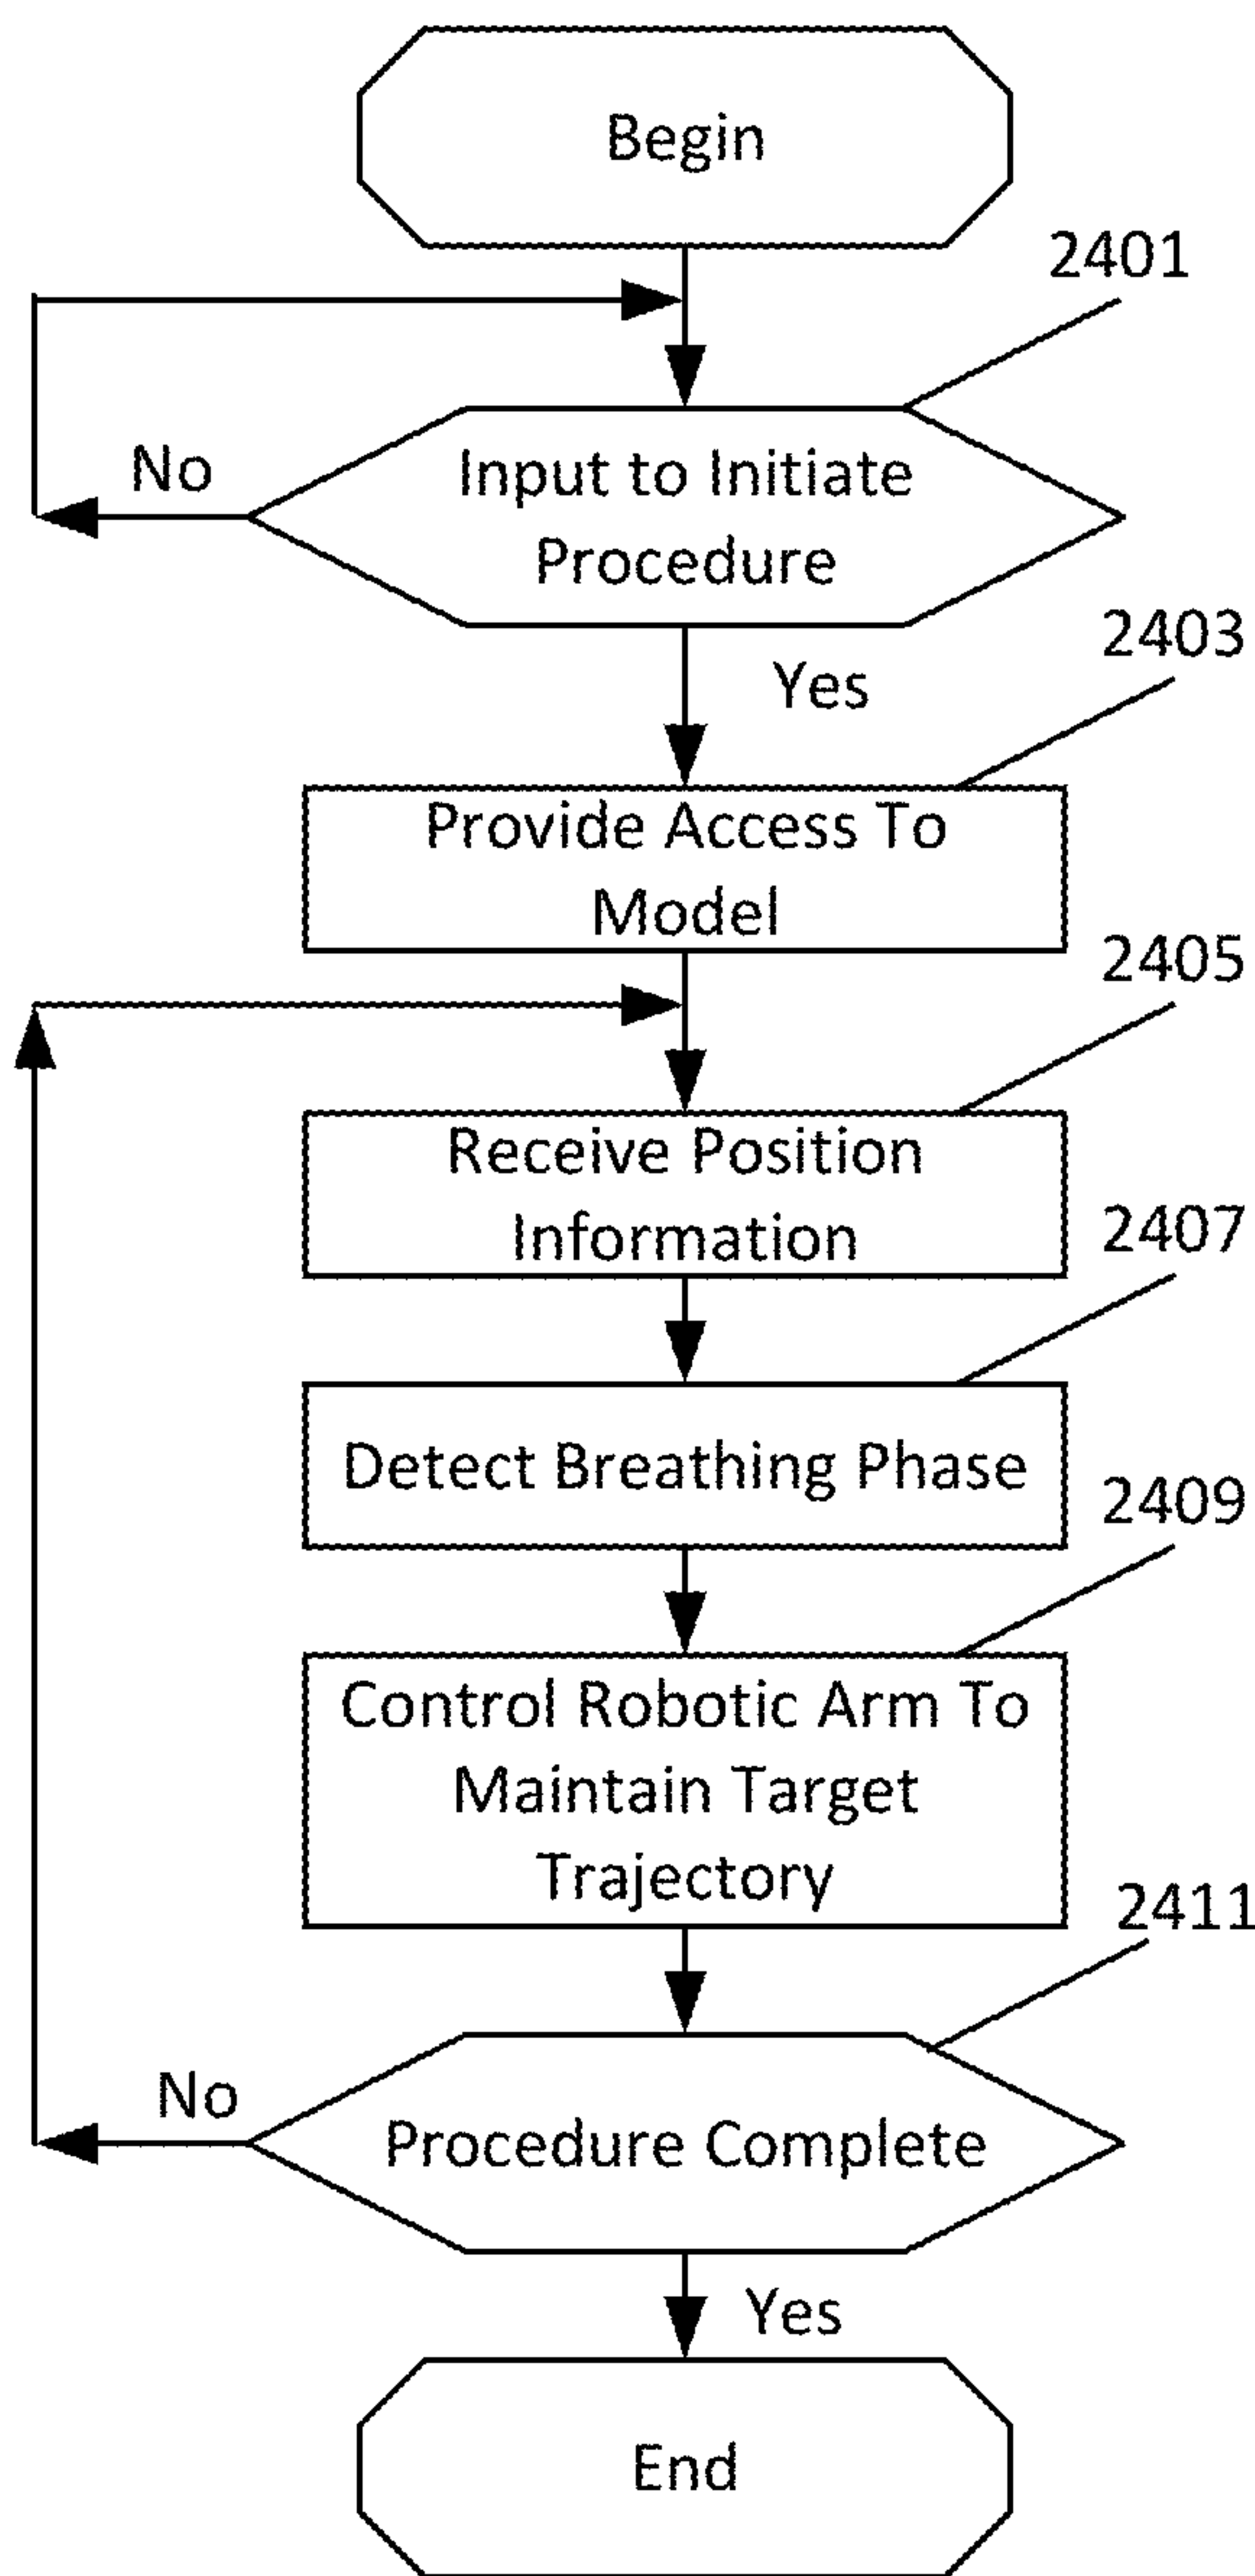 Begin
2401
No
Input to Initiate
Procedure
2403
Yes
Provide Access To
Model
2405
Receive Position
Information
2407
Detect Breathing Phase
2409
Control Robotic Arm To
Maintain Target
Trajectory
2411
No
Procedure Complete
Yes
End